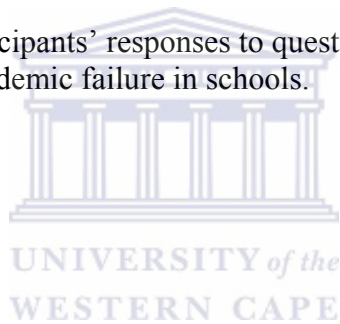 cipants’ responses to quest
demic failure in schools.
UNIVERSITY of the
WESTERN CAPE